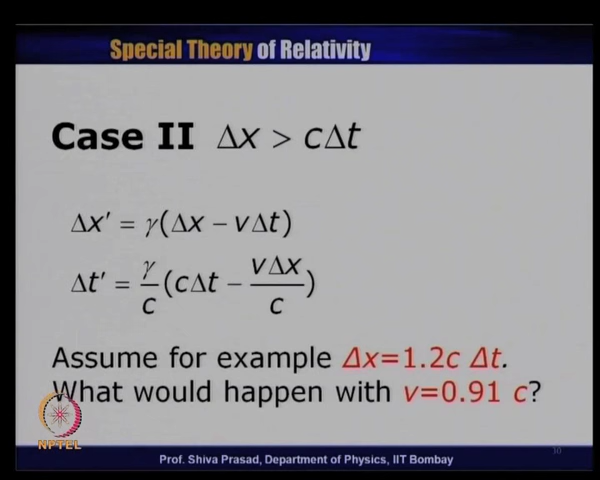 Special Theory of Relativity
Case II Δx > cΔt
Δx′ = γ(Δx − vΔt)
Δt′ = γ/c (cΔt − vΔx/c)
Assume for example Δx=1.2c Δt.
What would happen with v=0.91 c?
NPTEL
Prof. Shiva Prasad, Department of Physics, IIT Bombay
10